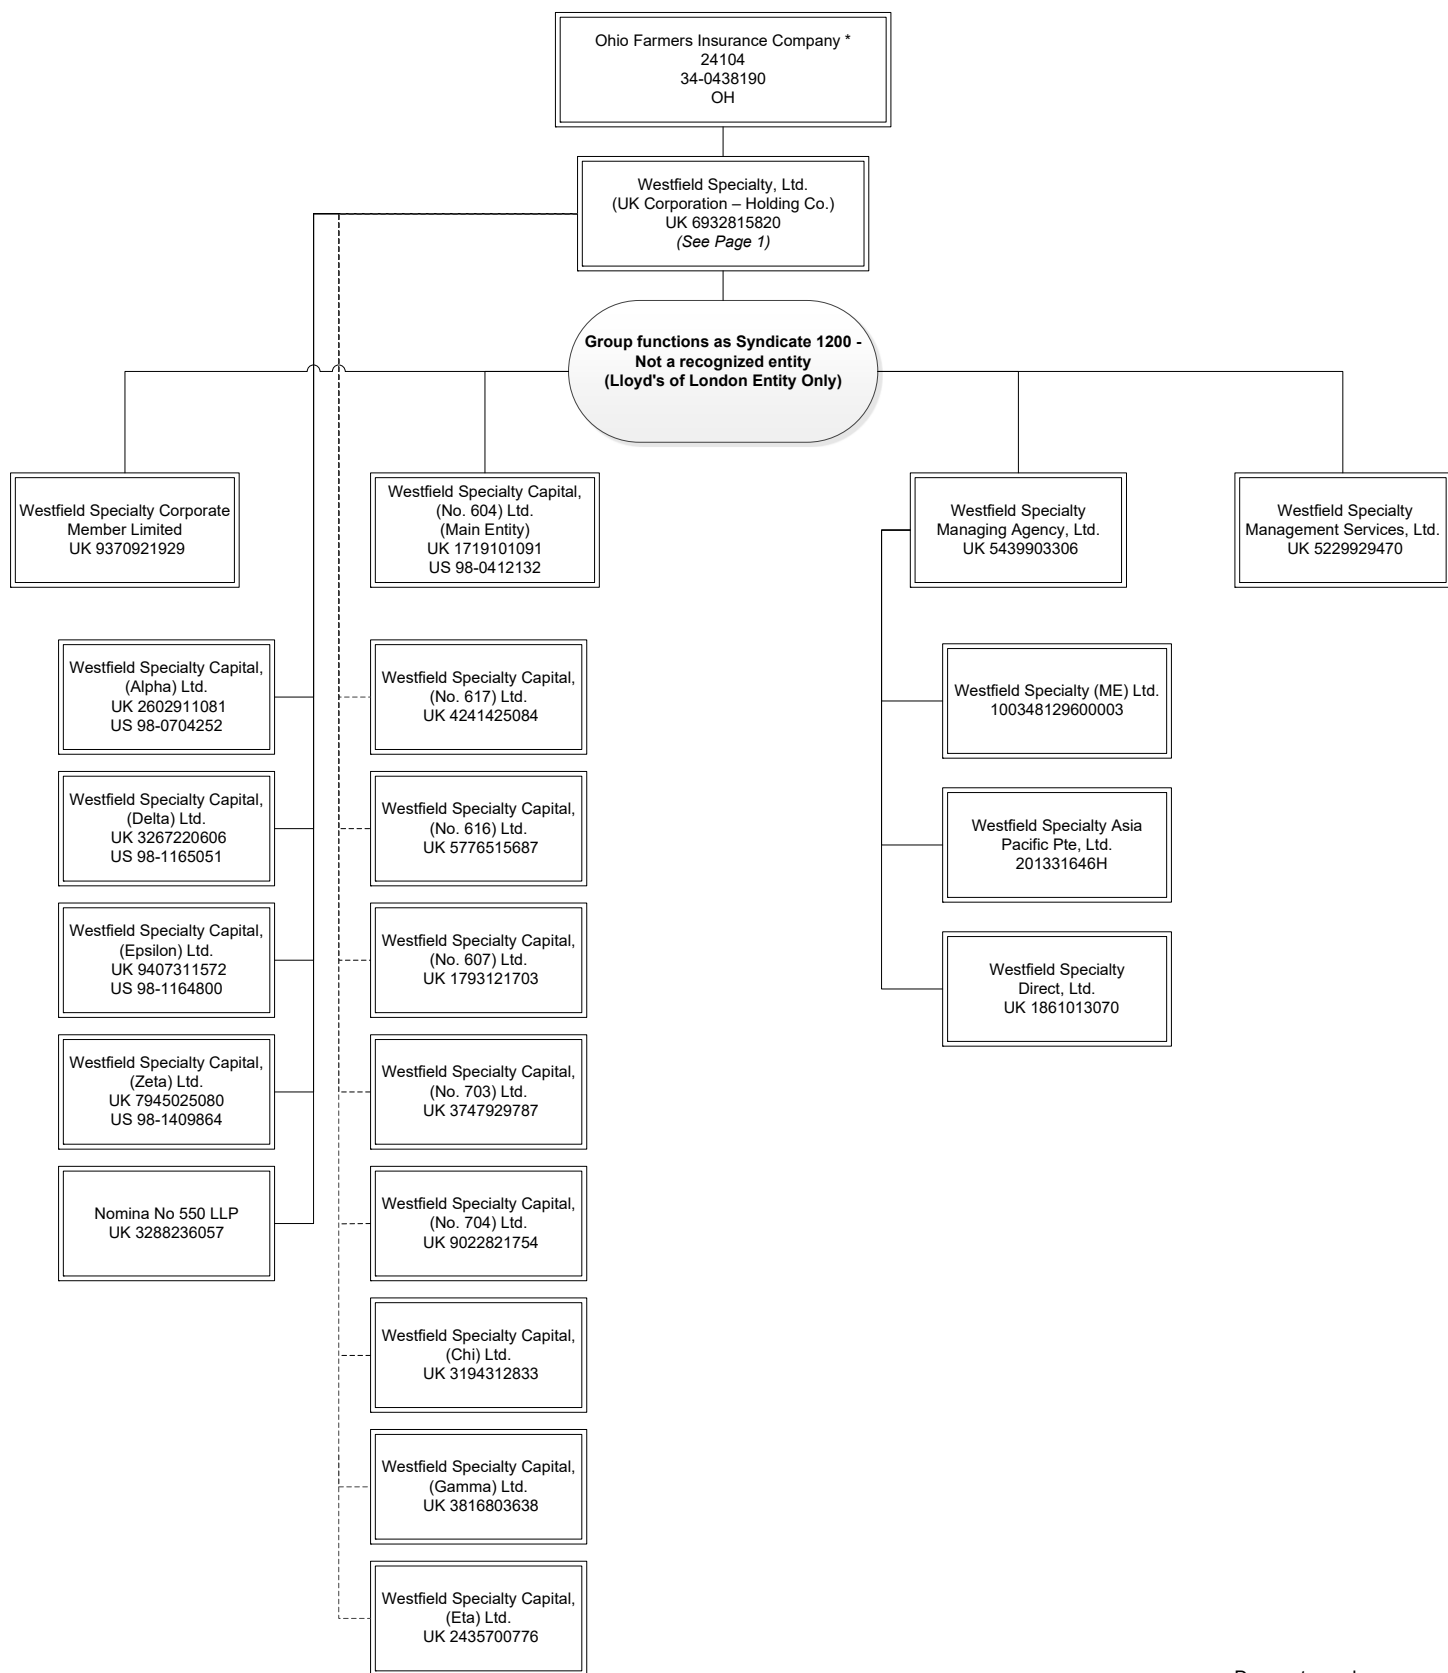 Ohio Farmers Insurance Company *
24104
34-0438190
OH
Westfield Specialty, Ltd.
(UK Corporation – Holding Co.)
UK 6932815820
(See Page 1)
Group functions as Syndicate 1200 -
Not a recognized entity
(Lloyd's of London Entity Only)
Westfield Specialty Corporate
Member Limited
UK 9370921929
Westfield Specialty Capital,
(No. 604) Ltd.
(Main Entity)
UK 1719101091
US 98-0412132
Westfield Specialty
Managing Agency, Ltd.
UK 5439903306
Westfield Specialty
Management Services, Ltd.
UK 5229929470
Westfield Specialty Capital,
(Alpha) Ltd.
UK 2602911081
US 98-0704252
Westfield Specialty Capital,
(Delta) Ltd.
UK 3267220606
US 98-1165051
Westfield Specialty Capital,
(Epsilon) Ltd.
UK 9407311572
US 98-1164800
Westfield Specialty Capital,
(Zeta) Ltd.
UK 7945025080
US 98-1409864
Nomina No 550 LLP
UK 3288236057
Westfield Specialty Capital,
(No. 617) Ltd.
UK 4241425084
Westfield Specialty Capital,
(No. 616) Ltd.
UK 5776515687
Westfield Specialty Capital,
(No. 607) Ltd.
UK 1793121703
Westfield Specialty Capital,
(No. 703) Ltd.
UK 3747929787
Westfield Specialty Capital,
(No. 704) Ltd.
UK 9022821754
Westfield Specialty Capital,
(Chi) Ltd.
UK 3194312833
Westfield Specialty Capital,
(Gamma) Ltd.
UK 3816803638
Westfield Specialty Capital,
(Eta) Ltd.
UK 2435700776
Westfield Specialty (ME) Ltd.
100348129600003
Westfield Specialty Asia
Pacific Pte, Ltd.
201331646H
Westfield Specialty
Direct, Ltd.
UK 1861013070